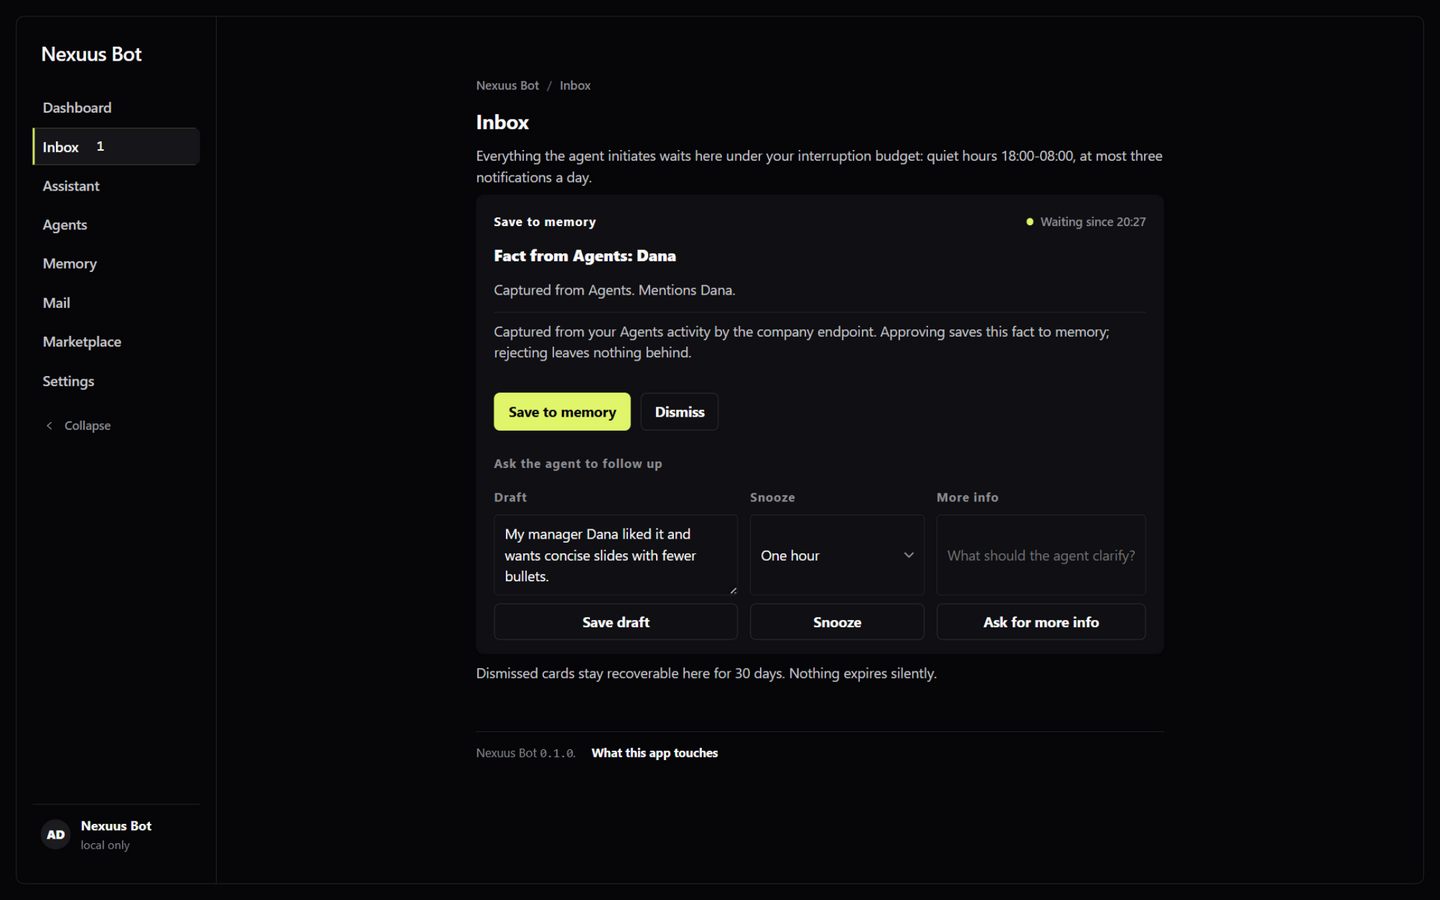 Nexuus Bot
Dashboard
Inbox 1
Assistant
Agents
Memory
Mail
Marketplace
Settings
Collapse
AD
Nexuus Bot
local only
Nexuus Bot / Inbox
Inbox
Everything the agent initiates waits here under your interruption budget: quiet hours 18:00-08:00, at most three
notifications a day.
Save to memory
Waiting since 20:27
Fact from Agents: Dana
Captured from Agents. Mentions Dana.
Captured from your Agents activity by the company endpoint. Approving saves this fact to memory;
rejecting leaves nothing behind.
Save to memory
Dismiss
Ask the agent to follow up
Draft
My manager Dana liked it and
wants concise slides with fewer
bullets.
Save draft
Snooze
One hour
Snooze
More info
What should the agent clarify?
Ask for more info
Dismissed cards stay recoverable here for 30 days. Nothing expires silently.
Nexuus Bot 0.1.0. What this app touches